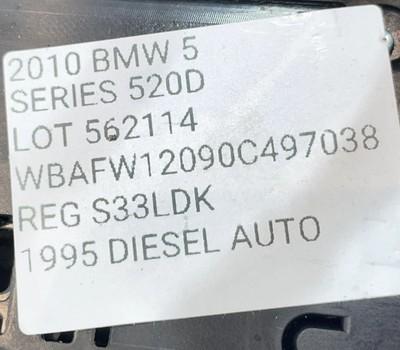 2010 BMW 5
SERIES 520D
LOT 562114
WBAFW12090C497038
REG S33LDK
1995 DIESEL AUTO